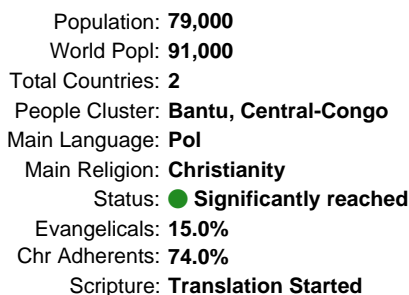 Population: 79,000
World Popl: 91,000
Total Countries: 2
People Cluster: Bantu, Central-Congo
Main Language: Pol
Main Religion: Christianity
Status: Significantly reached
Evangelicals: 15.0%
Chr Adherents: 74.0%
Scripture: Translation Started